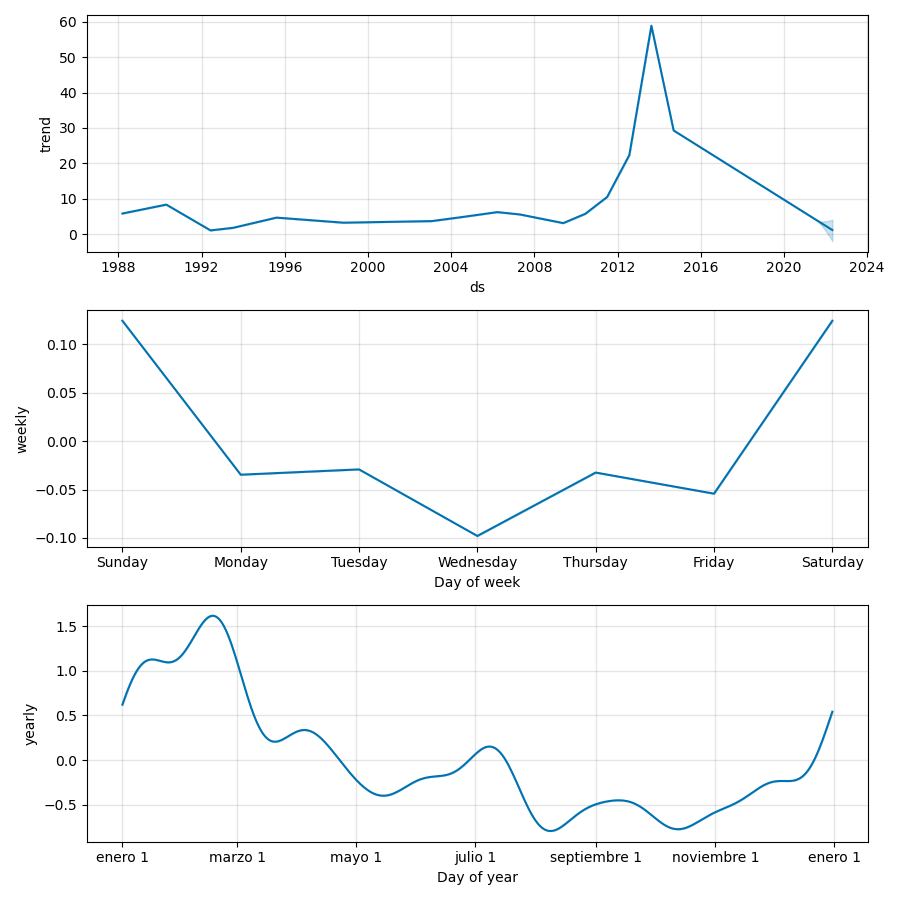 60
50
40
30
20
10
0
trend
1988 1992 1996 2000 2004 2008 2012 2016 2020 2024
ds
0.10
0.05
0.00
−0.05
−0.10
weekly
Sunday Monday Tuesday Wednesday Thursday Friday Saturday
Day of week
1.5
1.0
0.5
0.0
−0.5
yearly
enero 1 marzo 1 mayo 1 julio 1 septiembre 1 noviembre 1 enero 1
Day of year